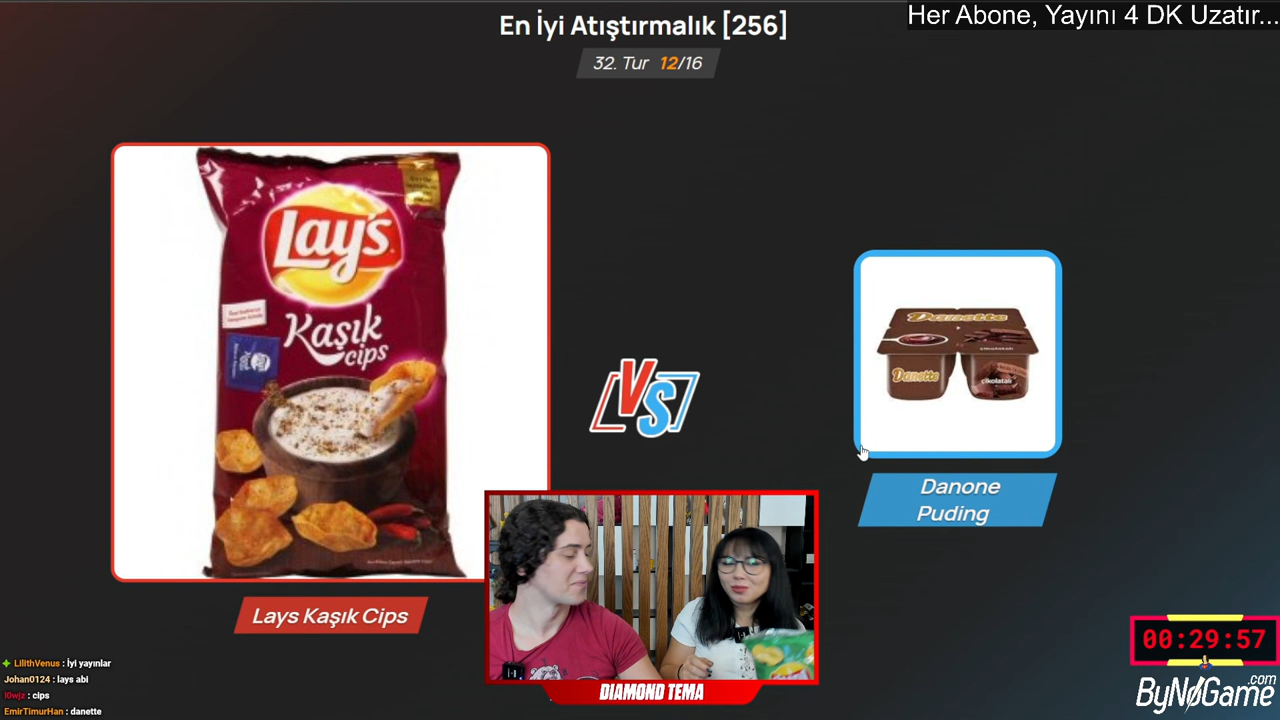 Her Abone, Yayını 4 DK Uzatır...
En İyi Atıştırmalık [256]
32. Tur 12/16
Lay's
Kaşık
cips
VS
Danette
Danette
çikolatalı
Danone
Puding
Lays Kaşık Cips
LilithVenus : İyi yayınlar
Johan0124 : lays abi
l0wjz : cips
EmirTimurHan : danette
DIAMOND TEMA
00:29:57
ByNoGame.com